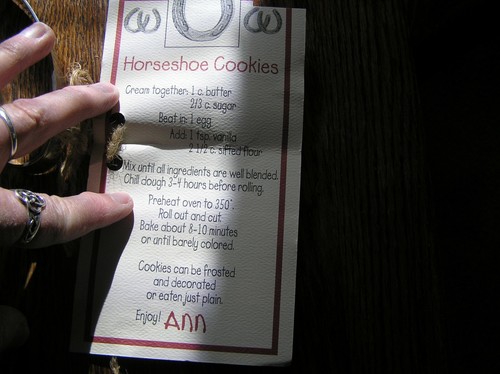 Horseshoe Cookies
Cream together: 1 c. butter
2/3 c. sugar
Beat in: 1 egg
Add: 1 tsp. vanilla
2 1/2 c. sifted flour
Mix until all ingredients are well blended.
Chill dough 3-4 hours before rolling.
Preheat oven to 350°.
Roll out and cut.
Bake about 8-10 minutes
or until barely colored.
Cookies can be frosted
and decorated
or eaten just plain.
Enjoy! Ann